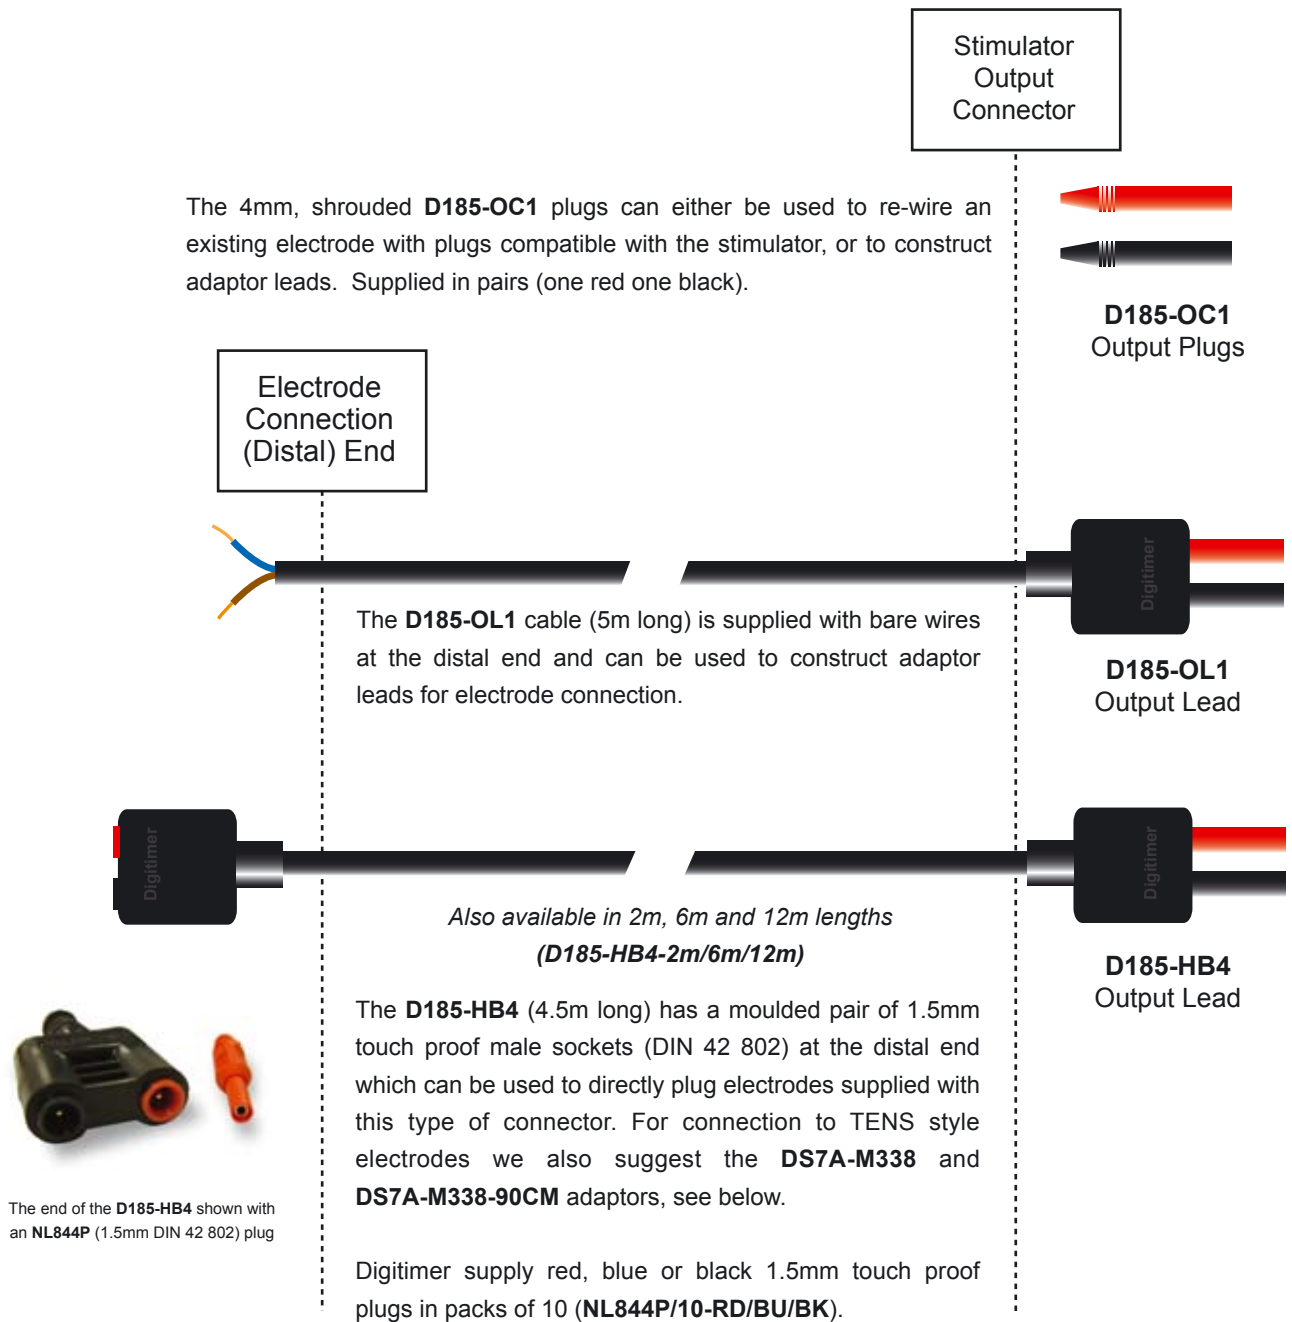 Stimulator
Output
Connector
The 4mm, shrouded D185-OC1 plugs can either be used to re-wire an
existing electrode with plugs compatible with the stimulator, or to construct
adaptor leads.  Supplied in pairs (one red one black).
D185-OC1
Output Plugs
Electrode
Connection
(Distal) End
Digitimer
The D185-OL1 cable (5m long) is supplied with bare wires
at the distal end and can be used to construct adaptor
leads for electrode connection.
D185-OL1
Output Lead
Digitimer
Digitimer
Also available in 2m, 6m and 12m lengths
(D185-HB4-2m/6m/12m)
D185-HB4
Output Lead
The D185-HB4 (4.5m long) has a moulded pair of 1.5mm
touch proof male sockets (DIN 42 802) at the distal end
which can be used to directly plug electrodes supplied with
this type of connector. For connection to TENS style
electrodes we also suggest the DS7A-M338 and
DS7A-M338-90CM adaptors, see below.
The end of the D185-HB4 shown with
an NL844P (1.5mm DIN 42 802) plug
Digitimer supply red, blue or black 1.5mm touch proof
plugs in packs of 10 (NL844P/10-RD/BU/BK).